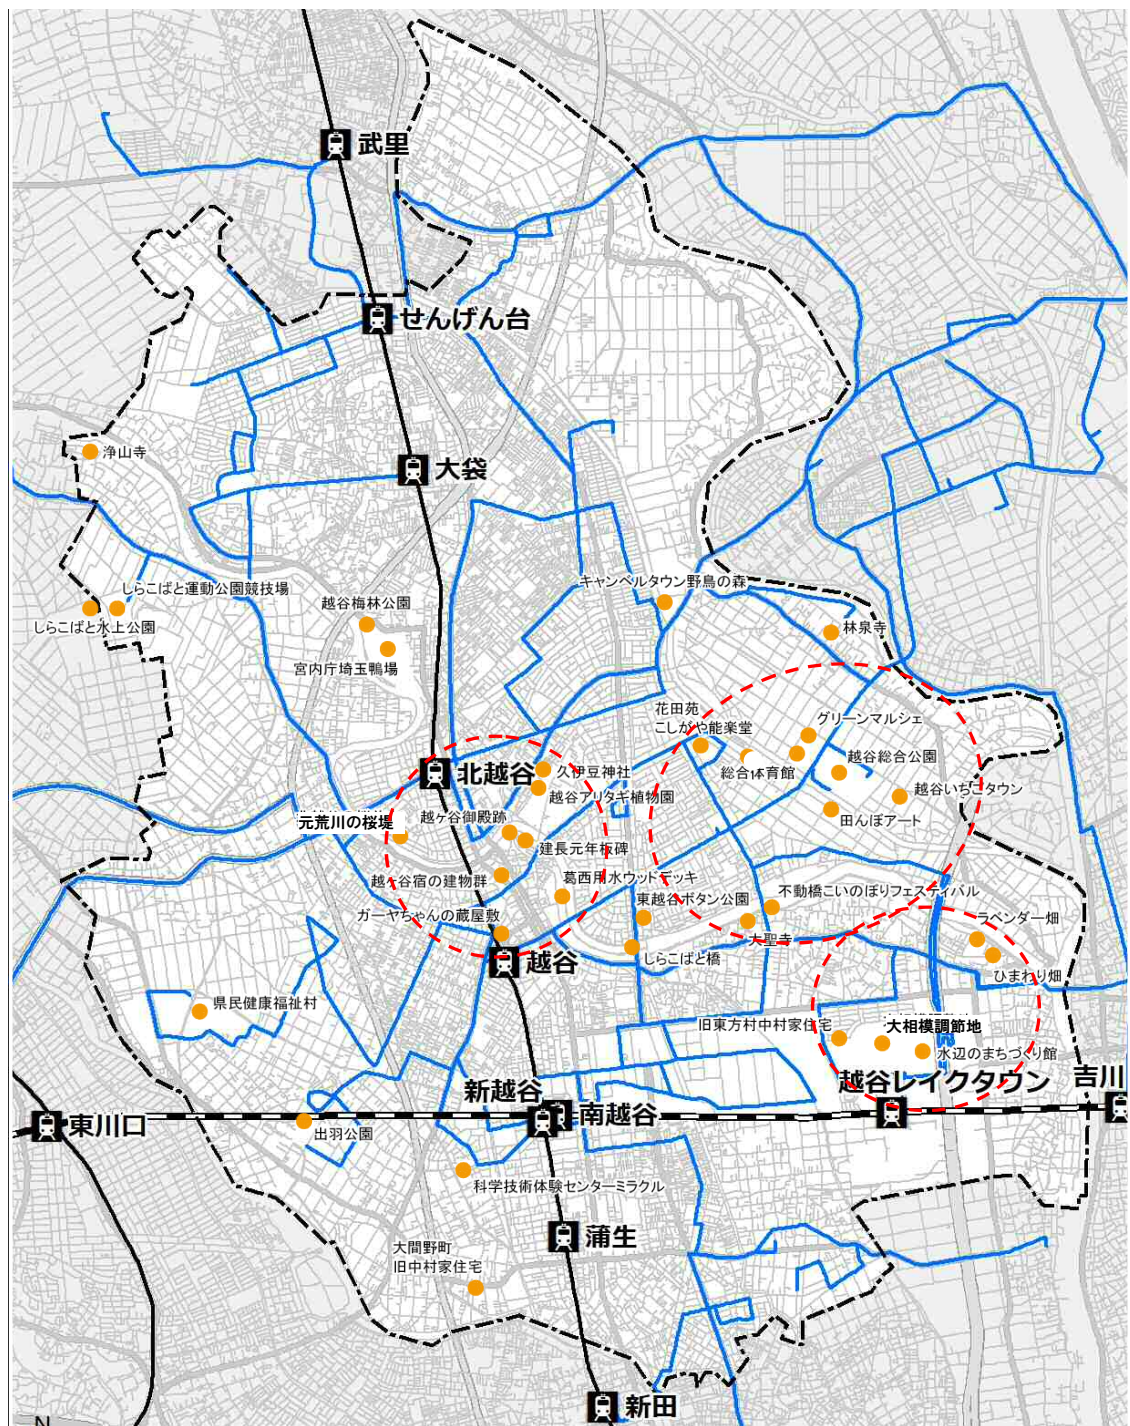 武里
せんげん台
浄山寺
大袋
しらこばと運動公園競技場
しらこばと水上公園
越谷梅林公園
宮内庁埼玉鴨場
キャンベルタウン野鳥の森
林泉寺
花田苑
こしがや能楽堂
グリーンマルシェ
総合体育館
越谷総合公園
越谷いちごタウン
田んぼアート
北越谷
久伊豆神社
越谷アリタキ植物園
元荒川の桜堤
越ヶ谷御殿跡
建長元年板碑
越ヶ谷宿の建物群
葛西用水ウッドデッキ
ガーヤちゃんの蔵屋敷
東越谷ボタン公園
不動橋こいのぼりフェスティバル
大聖寺
ラベンダー畑
しらこばと橋
ひまわり畑
越谷
県民健康福祉村
旧東方村中村家住宅
大相模調節地
水辺のまちづくり館
越谷レイクタウン
吉川
新越谷
南越谷
東川口
出羽公園
科学技術体験センターミラクル
蒲生
大間野町
旧中村家住宅
新田
N